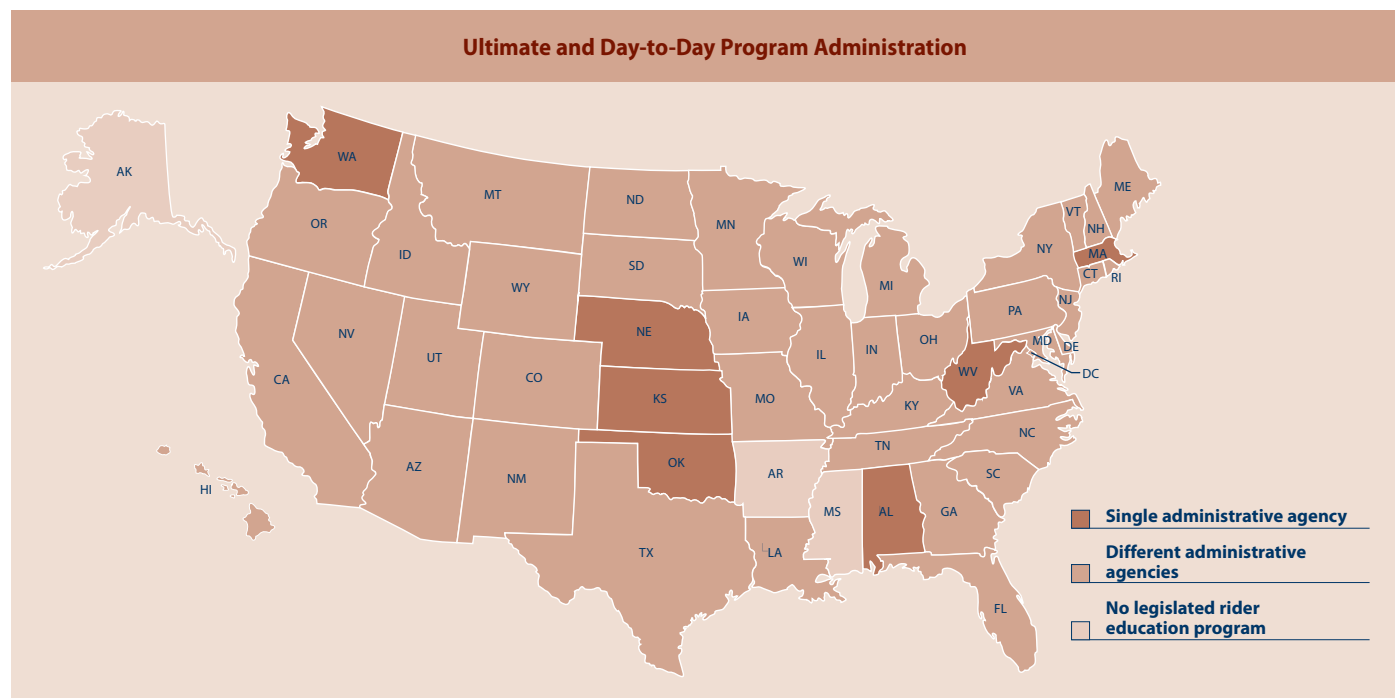 Ultimate and Day-to-Day Program Administration
AK
WA
MT
ND
MN
ME
VT
NH
OR
ID
WY
SD
WI
MI
NY
MA
CT
RI
NV
UT
CO
NE
IA
IL
IN
OH
PA
NJ
MD
DE
DC
CA
KS
MO
KY
WV
VA
AZ
NM
OK
AR
TN
NC
SC
HI
TX
LA
MS
AL
GA
FL
Single administrative agency
Different administrative
agencies
No legislated rider
education program